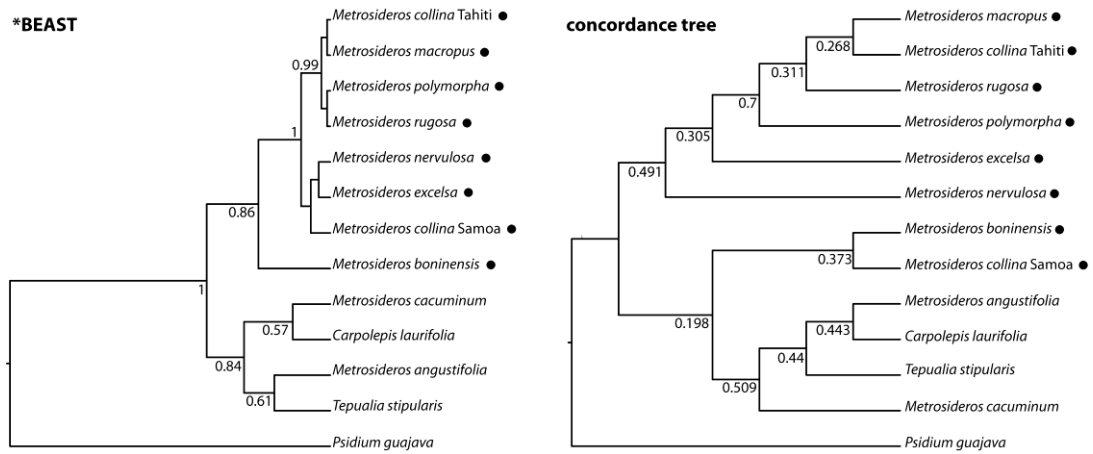 *BEAST
Metrosideros collina Tahiti
Metrosideros macropus
0.99
Metrosideros polymorpha
Metrosideros rugosa
1
Metrosideros nervulosa
Metrosideros excelsa
0.86
Metrosideros collina Samoa
Metrosideros boninensis
1
Metrosideros cacuminum
0.57
Carpolepis laurifolia
0.84
Metrosideros angustifolia
0.61
Tepualia stipularis
Psidium guajava
concordance tree
Metrosideros macropus
0.268
Metrosideros collina Tahiti
0.311
Metrosideros rugosa
0.7
Metrosideros polymorpha
0.305
Metrosideros excelsa
0.491
Metrosideros nervulosa
Metrosideros boninensis
0.373
Metrosideros collina Samoa
0.198
Metrosideros angustifolia
0.443
Carpolepis laurifolia
0.44
Tepualia stipularis
0.509
Metrosideros cacuminum
Psidium guajava